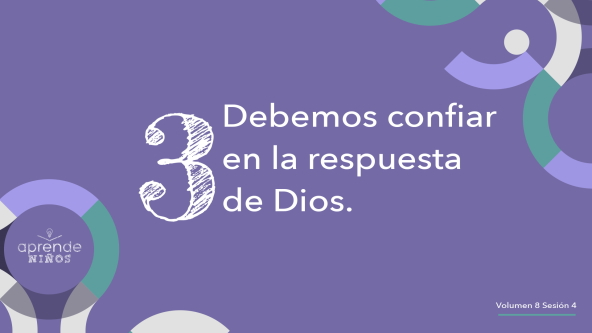 3
Debemos confiar
en la respuesta
de Dios.
aprende
NIÑOS
Volumen 8 Sesión 4